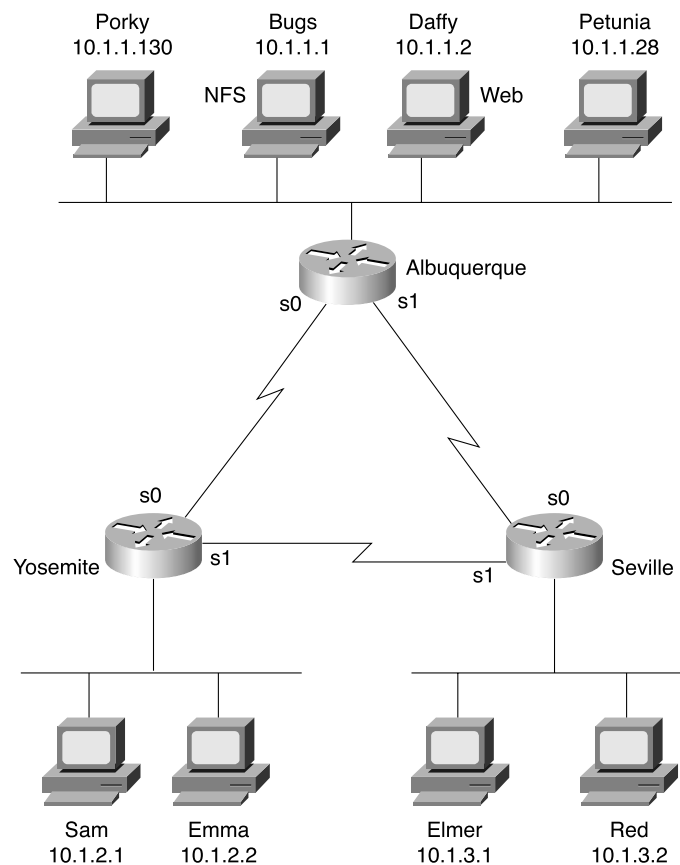 Porky
10.1.1.130
Bugs
10.1.1.1
Daffy
10.1.1.2
Petunia
10.1.1.28
NFS
Web
Albuquerque
s0
s1
s0
s1
Yosemite
s0
s1
Seville
Sam
10.1.2.1
Emma
10.1.2.2
Elmer
10.1.3.1
Red
10.1.3.2